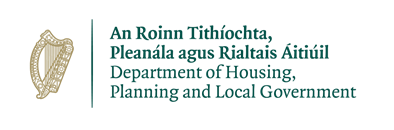 An Roinn Tithíochta,
Pleanála agus Rialtais Áitiúil
Department of Housing,
Planning and Local Government